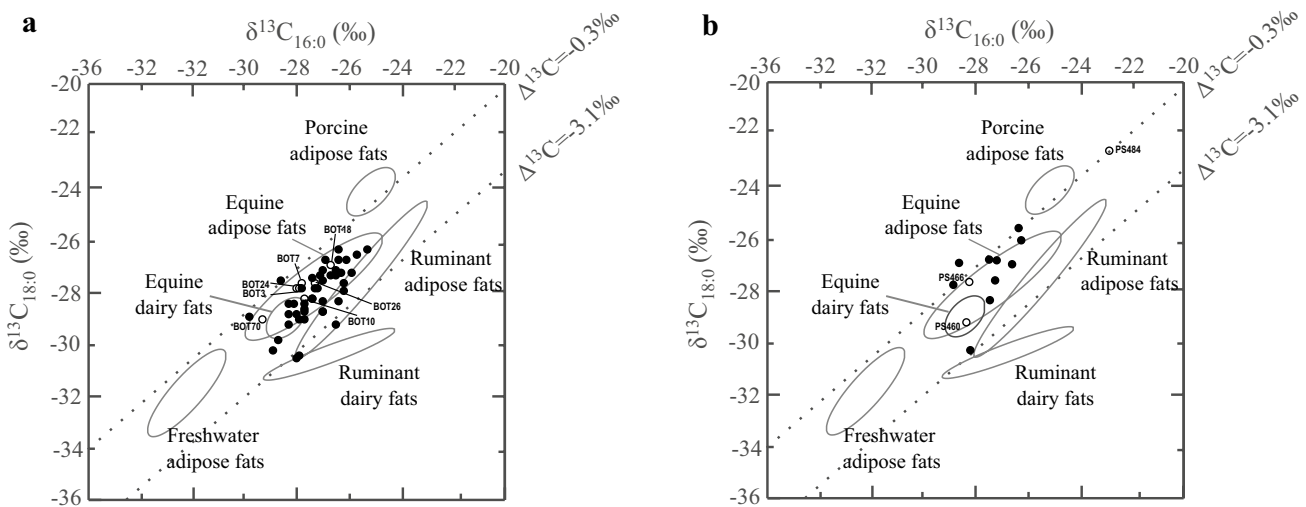 a
δ¹³C₁₆:₀ (‰)
-36 -34 -32 -30 -28 -26 -24 -20
Δ¹³C=-0.3‰
Δ¹³C=-3.1‰
δ¹³C₁₈:₀ (‰)
-20
-22
-24
-26
-28
-30
-32
-34
-36
Porcine
adipose fats
Equine
adipose fats
BOT48
BOT7
Ruminant
adipose fats
Equine
dairy fats
BOT24
BOT3
BOT26
BOT70
BOT10
Ruminant
dairy fats
Freshwater
adipose fats
b
δ¹³C₁₆:₀ (‰)
-36 -34 -32 -30 -28 -26 -24 -22 -20
Δ¹³C=-0.3‰
Δ¹³C=-3.1‰
δ¹³C₁₈:₀ (‰)
-20
-22
-24
-26
-28
-30
-32
-34
-36
Porcine
adipose fats
PS484
Equine
adipose fats
Ruminant
adipose fats
PS466
Equine
dairy fats
PS460
Ruminant
dairy fats
Freshwater
adipose fats